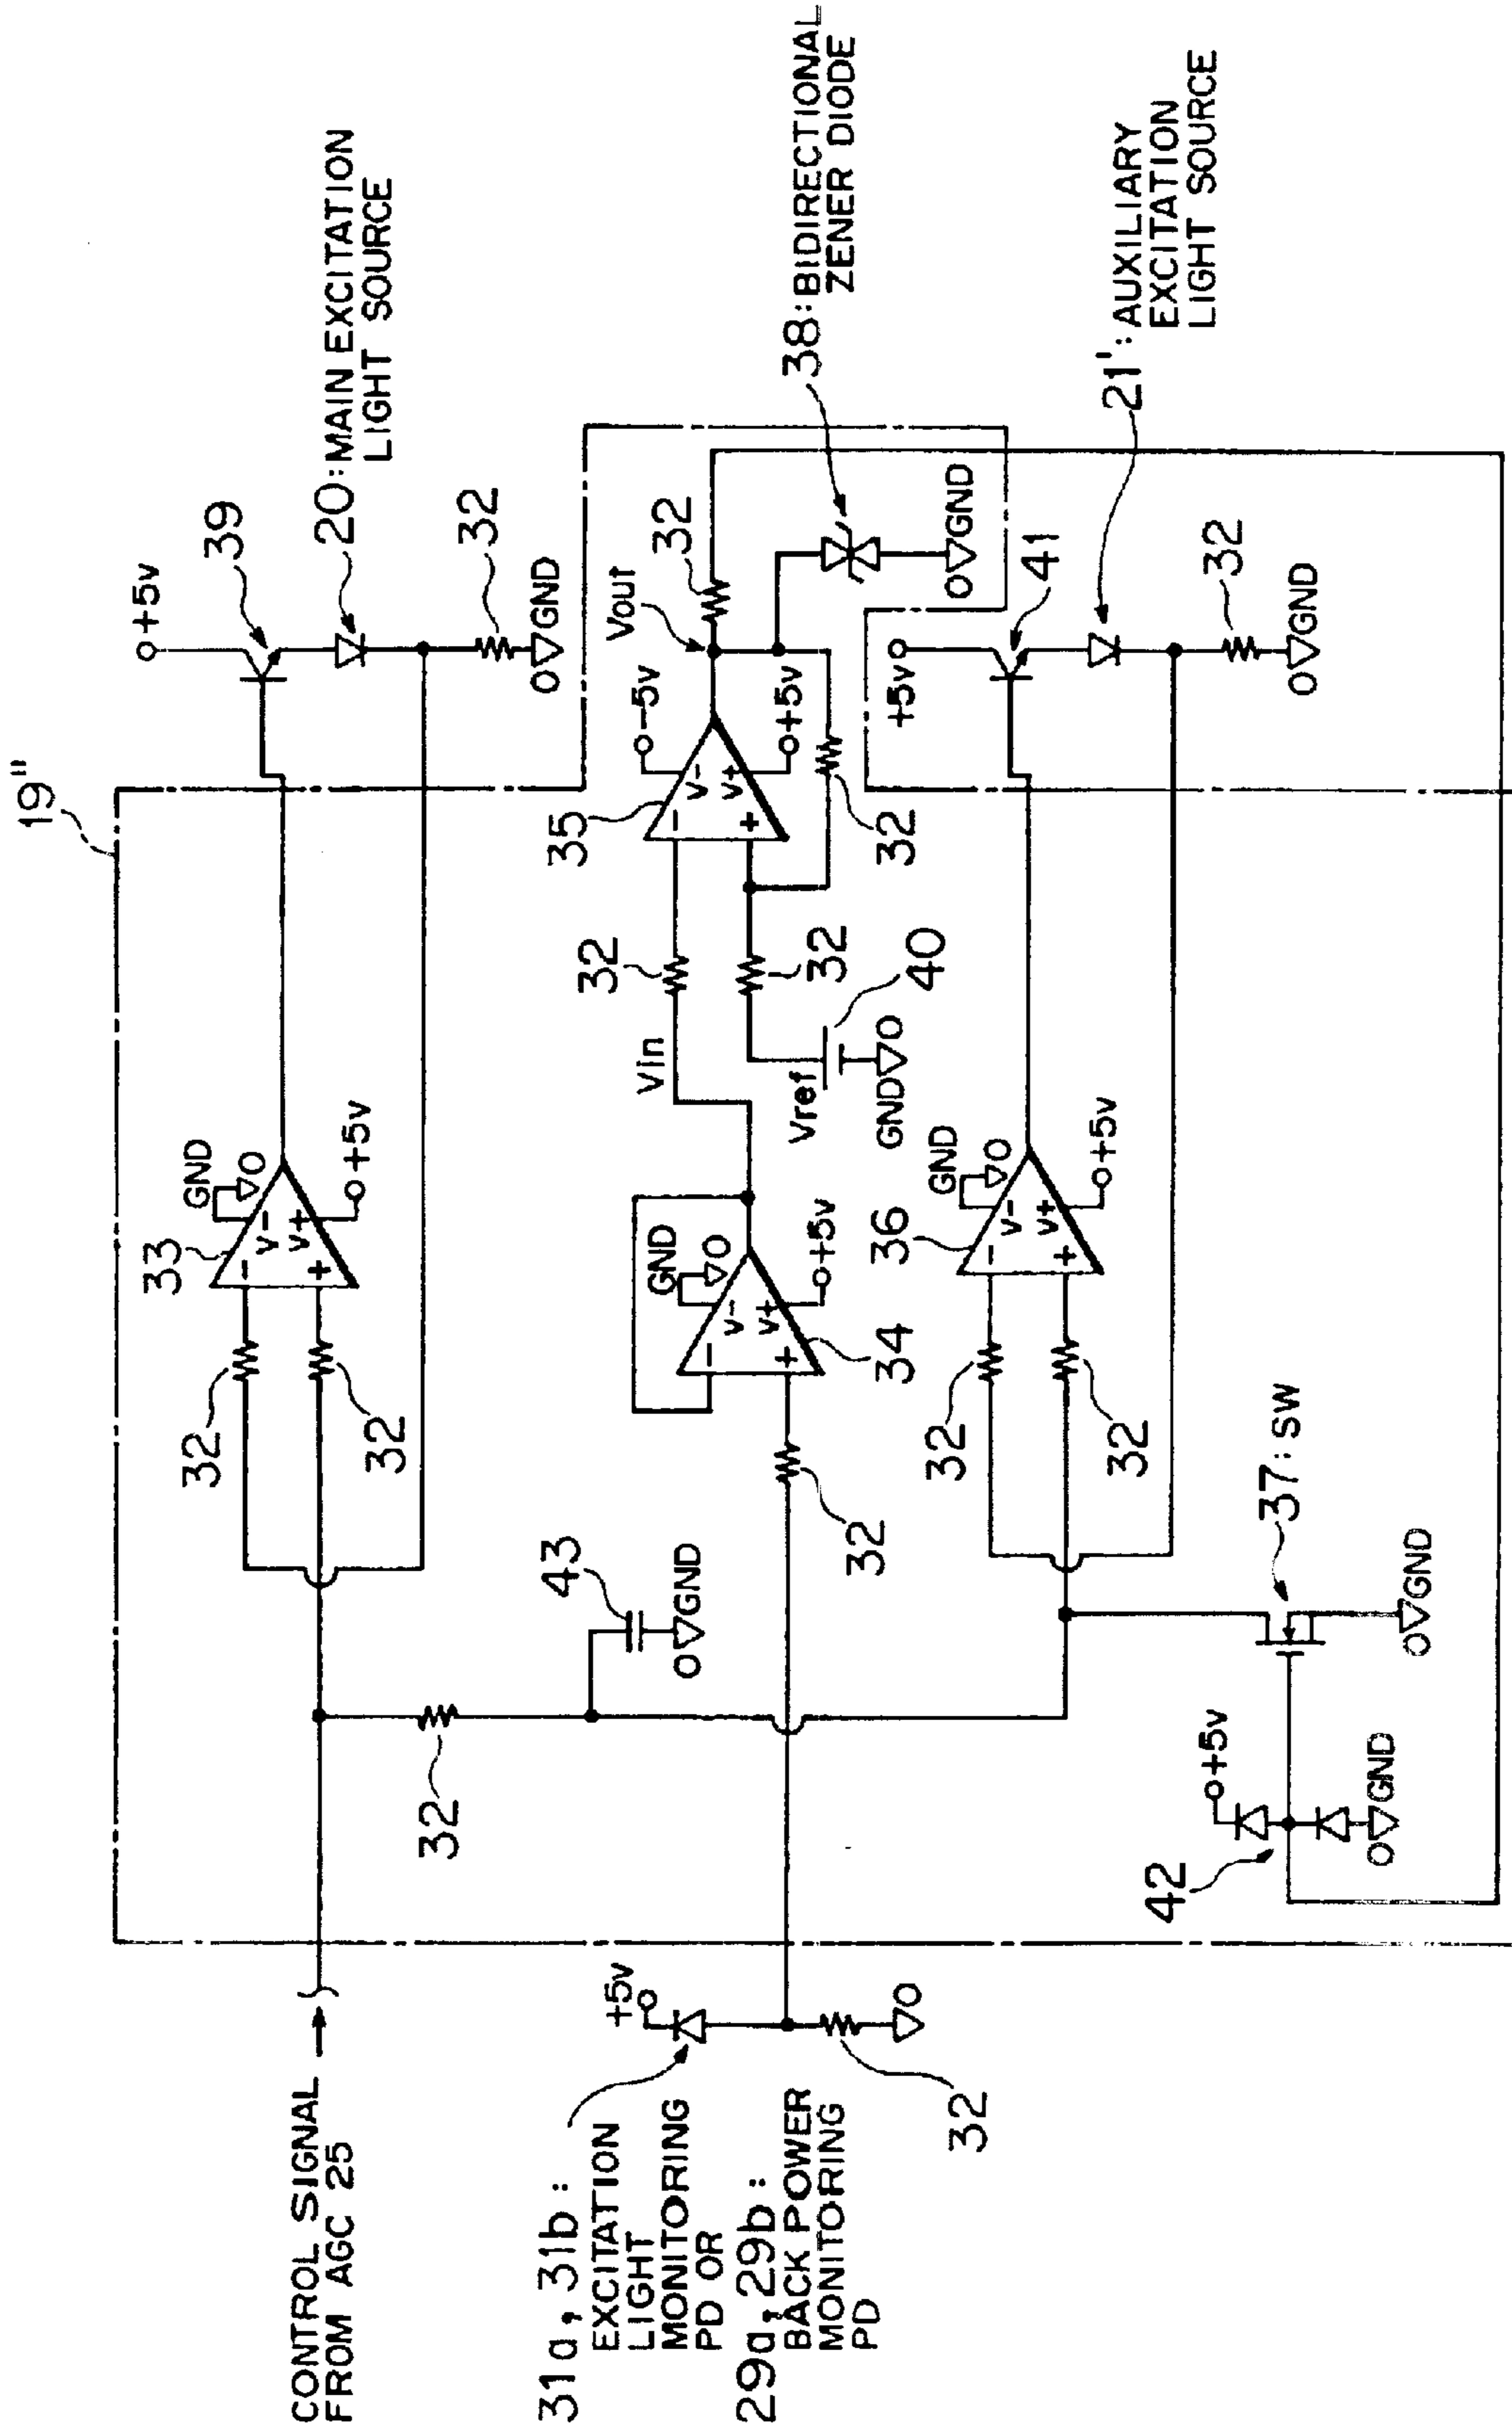 19"
+5v
39
20:MAIN EXCITATION
LIGHT SOURCE
32
GND
33
GND
V-
V+
-
+
+5v
32
32
CONTROL SIGNAL
FROM AGC 25
32
43
GND
31a, 31b:
EXCITATION
LIGHT
MONITORING
PD OR
29a, 29b:
BACK POWER
MONITORING
PD
+5v
32
32
34
GND
V-
V+
-
+
+5v
Vin
32
32
Vref
40
GND
35
-5v
V-
V+
-
+
+5v
32
Vout
32
38:BIDIRECTIONAL
ZENER DIODE
GND
36
GND
V-
V+
-
+
+5v
32
32
+5v
41
21':AUXILIARY
EXCITATION
LIGHT SOURCE
32
GND
37:SW
GND
42
+5v
GND